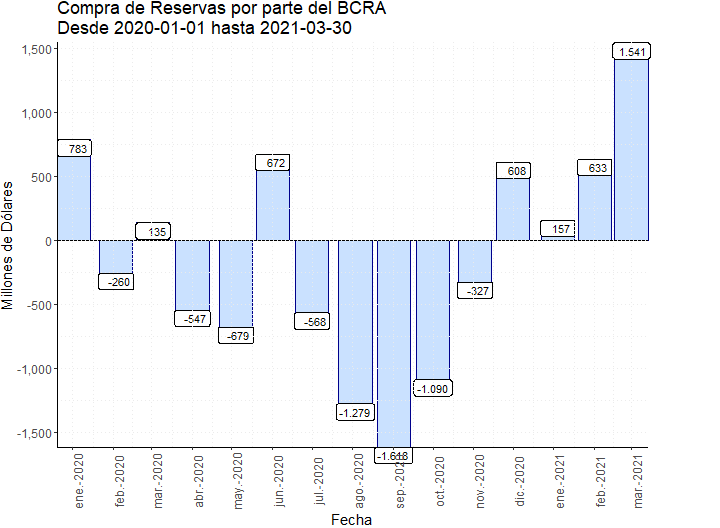 Compra de Reservas por parte del BCRA
Desde 2020-01-01 hasta 2021-03-30
Millones de Dólares
1,500
1,000
500
0
-500
-1,000
-1,500
783
-260
135
-547
-679
672
-568
-1.279
-1.618
-1.090
-327
608
157
633
1.541
ene.-2020
feb.-2020
mar.-2020
abr.-2020
may.-2020
jun.-2020
jul.-2020
ago.-2020
sep.-2020
oct.-2020
nov.-2020
dic.-2020
ene.-2021
feb.-2021
mar.-2021
Fecha